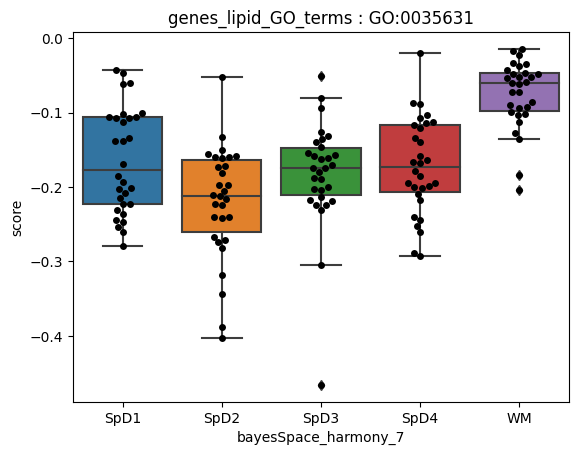 genes_lipid_GO_terms : GO:0035631
score
0.0
−0.1
−0.2
−0.3
−0.4
SpD1 SpD2 SpD3 SpD4 WM
bayesSpace_harmony_7